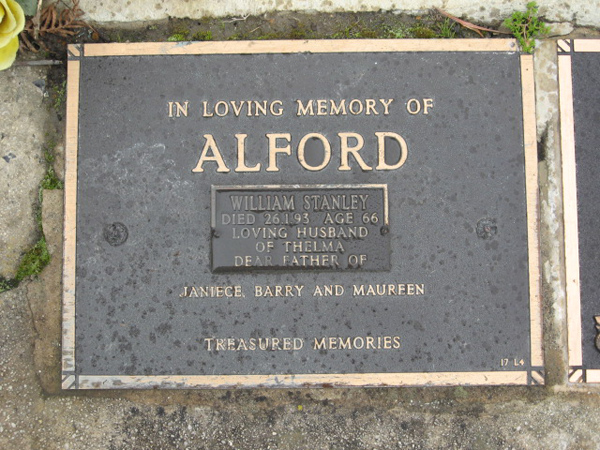 IN LOVING MEMORY OF
ALFORD
WILLIAM STANLEY
DIED 26.1.93 AGE 66
LOVING HUSBAND
OF THELMA
DEAR FATHER OF
JANIECE, BARRY AND MAUREEN
TREASURED MEMORIES
17 L4